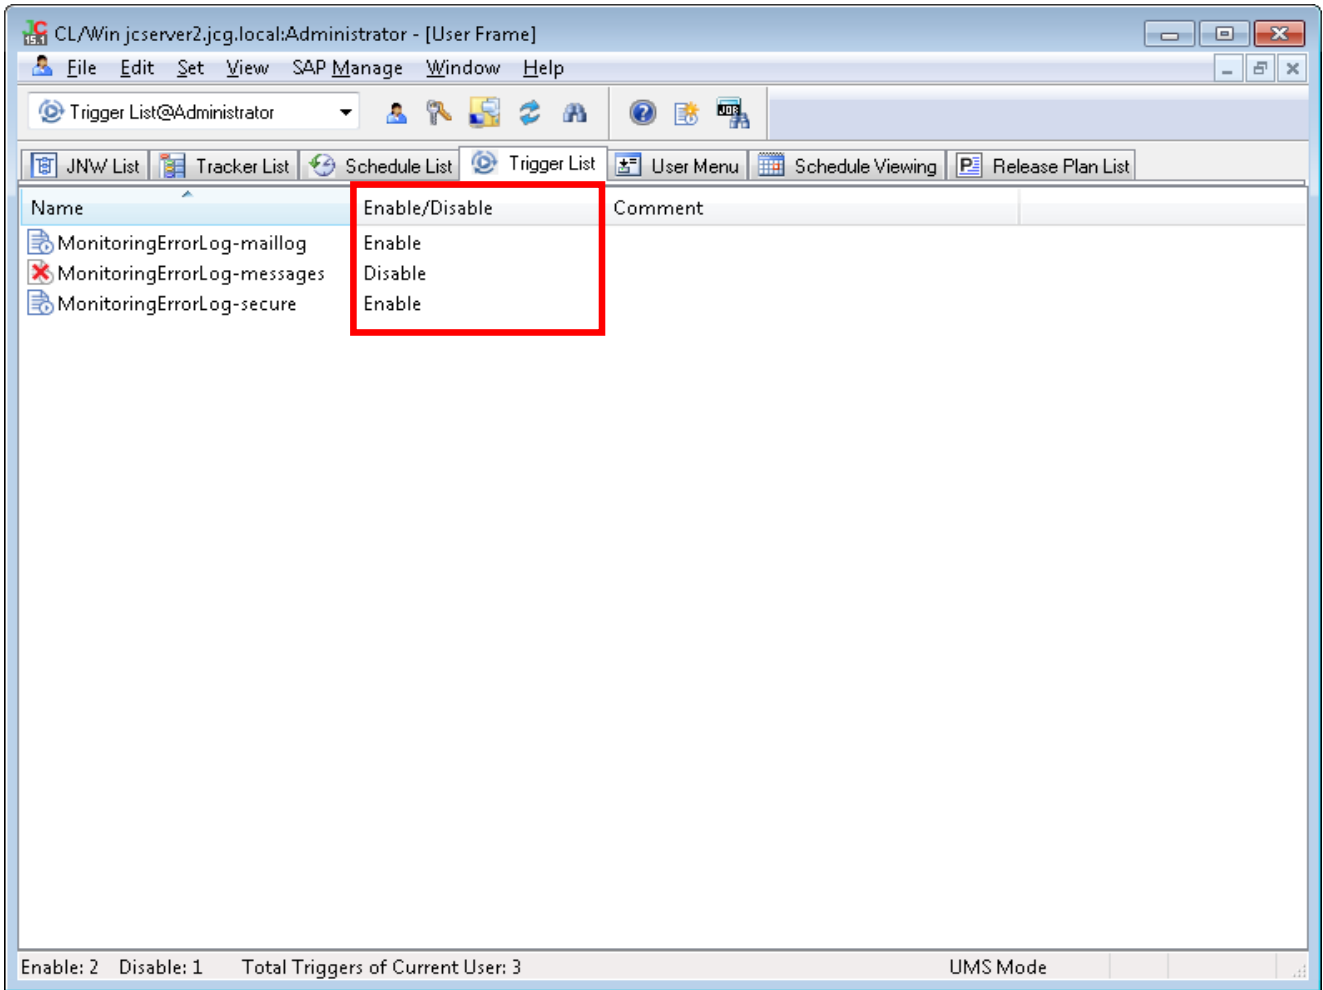 CL/Win jcserver2.jcg.local:Administrator - [User Frame]
File Edit Set View SAP Manage Window Help
Trigger List@Administrator
JNW List Tracker List Schedule List Trigger List User Menu Schedule Viewing Release Plan List
Name Enable/Disable Comment
MonitoringErrorLog-maillog Enable
MonitoringErrorLog-messages Disable
MonitoringErrorLog-secure Enable
Enable: 2 Disable: 1 Total Triggers of Current User: 3 UMS Mode